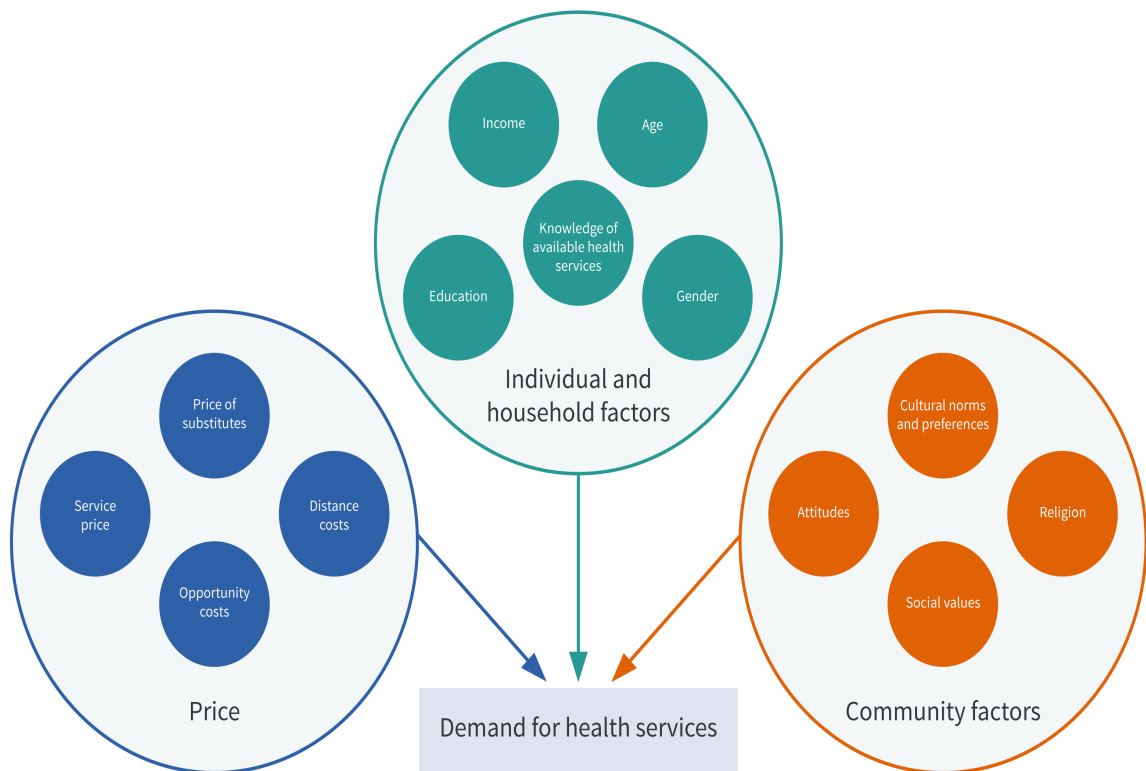 Income
Age
Knowledge of
available health
services
Education
Gender
Individual and
household factors
Price of
substitutes
Service
price
Distance
costs
Opportunity
costs
Price
Cultural norms
and preferences
Attitudes
Religion
Social values
Community factors
Demand for health services